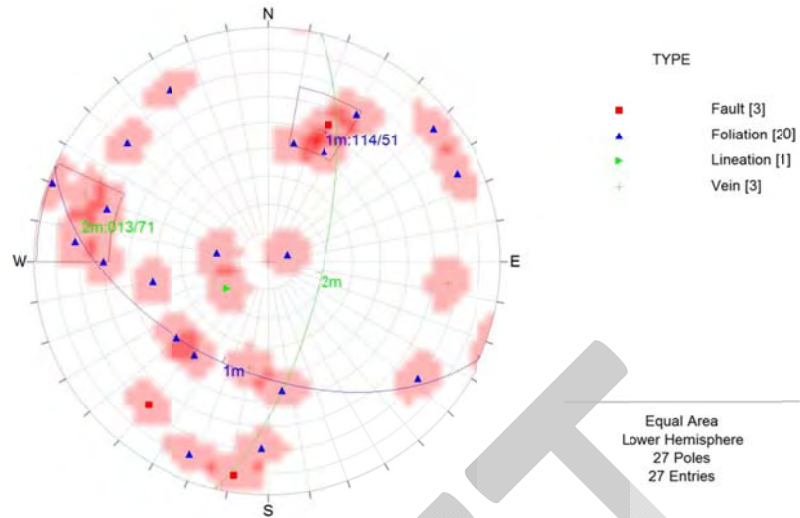 N
TYPE
Fault [3]
Foliation [20]
Lineation [1]
Vein [3]
1m:114/51
2m:013/71
W
E
2m
1m
S
Equal Area
Lower Hemisphere
27 Poles
27 Entries